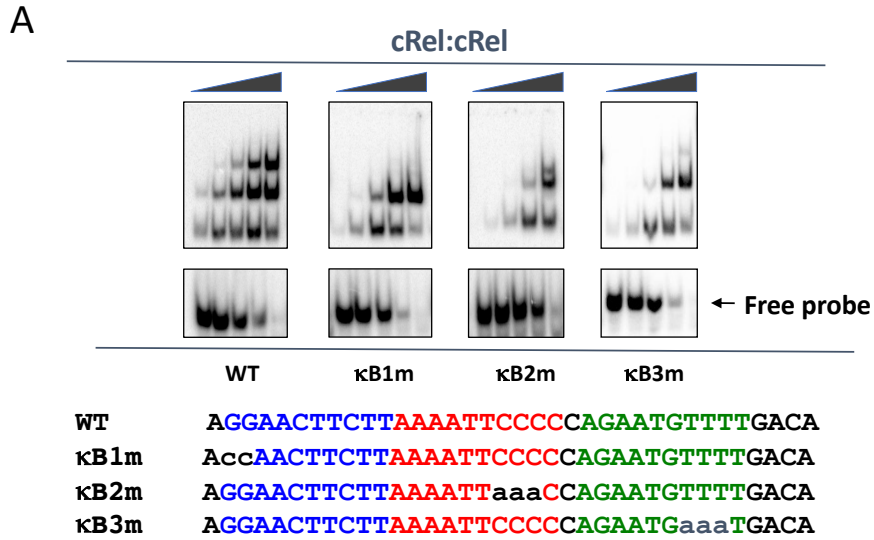 A
cRel:cRel
Free probe
WT κB1m κB2m κB3m
WT AGGAACTTCTTAAAATTCCCCCAGAATGTTTTGACA
κB1m AccAACTTCTTAAAATTCCCCCAGAATGTTTTGACA
κB2m AGGAACTTCTTAAAATTaaaCCAGAATGTTTTGACA
κB3m AGGAACTTCTTAAAATTCCCCCAGAATGaaaTGACA